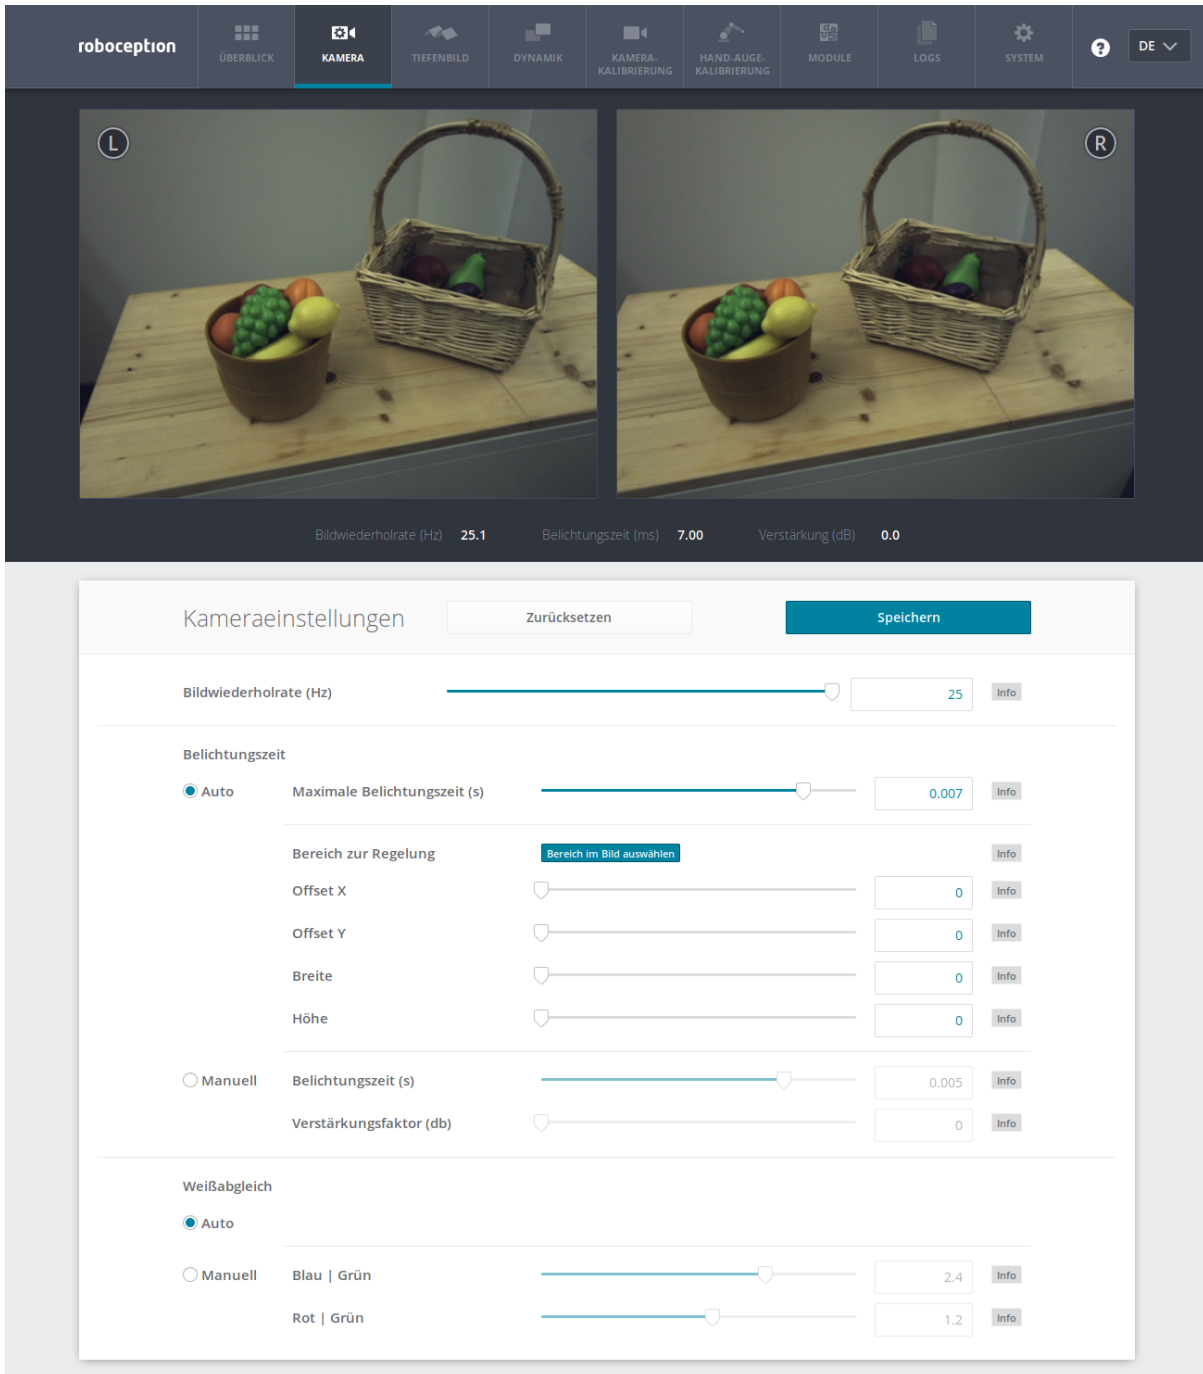 roboception
ÜBERBLICK
KAMERA
TIEFENBILD
DYNAMIK
KAMERA-
KALIBRIERUNG
HAND-AUGE-
KALIBRIERUNG
MODULE
LOGS
SYSTEM
?
DE
L
R
Bildwiederholrate (Hz) 25.1 Belichtungszeit (ms) 7.00 Verstärkung (dB) 0.0
Kameraeinstellungen Zurücksetzen Speichern
Bildwiederholrate (Hz) 25 Info
Belichtungszeit
Auto Maximale Belichtungszeit (s) 0.007 Info
Bereich zur Regelung Bereich im Bild auswählen Info
Offset X 0 Info
Offset Y 0 Info
Breite 0 Info
Höhe 0 Info
Manuell Belichtungszeit (s) 0.005 Info
Verstärkungsfaktor (db) 0 Info
Weißabgleich
Auto
Manuell Blau | Grün 2.4 Info
Rot | Grün 1.2 Info